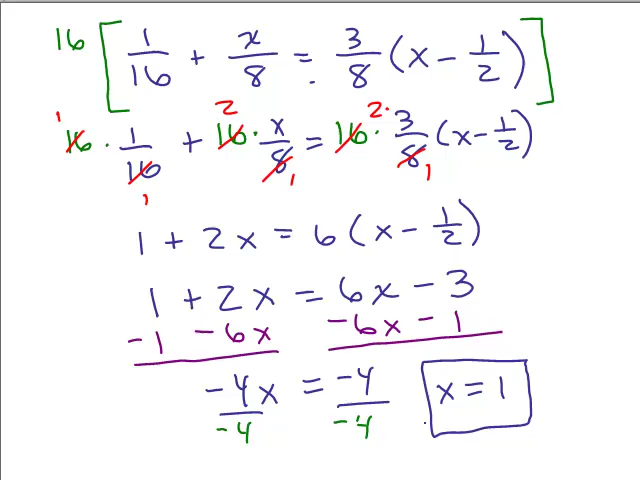 16 [ 1/16 + x/8 = 3/8 (x - 1/2) ]
1 2 2·
16 · 1/16 + 16 · x/8 = 16 · 3/8 (x - 1/2)
1 1 1
1 + 2x = 6 (x - 1/2)
1 + 2x = 6x - 3
-1 -6x -6x -1
-4x = -4 x = 1
-4 -4